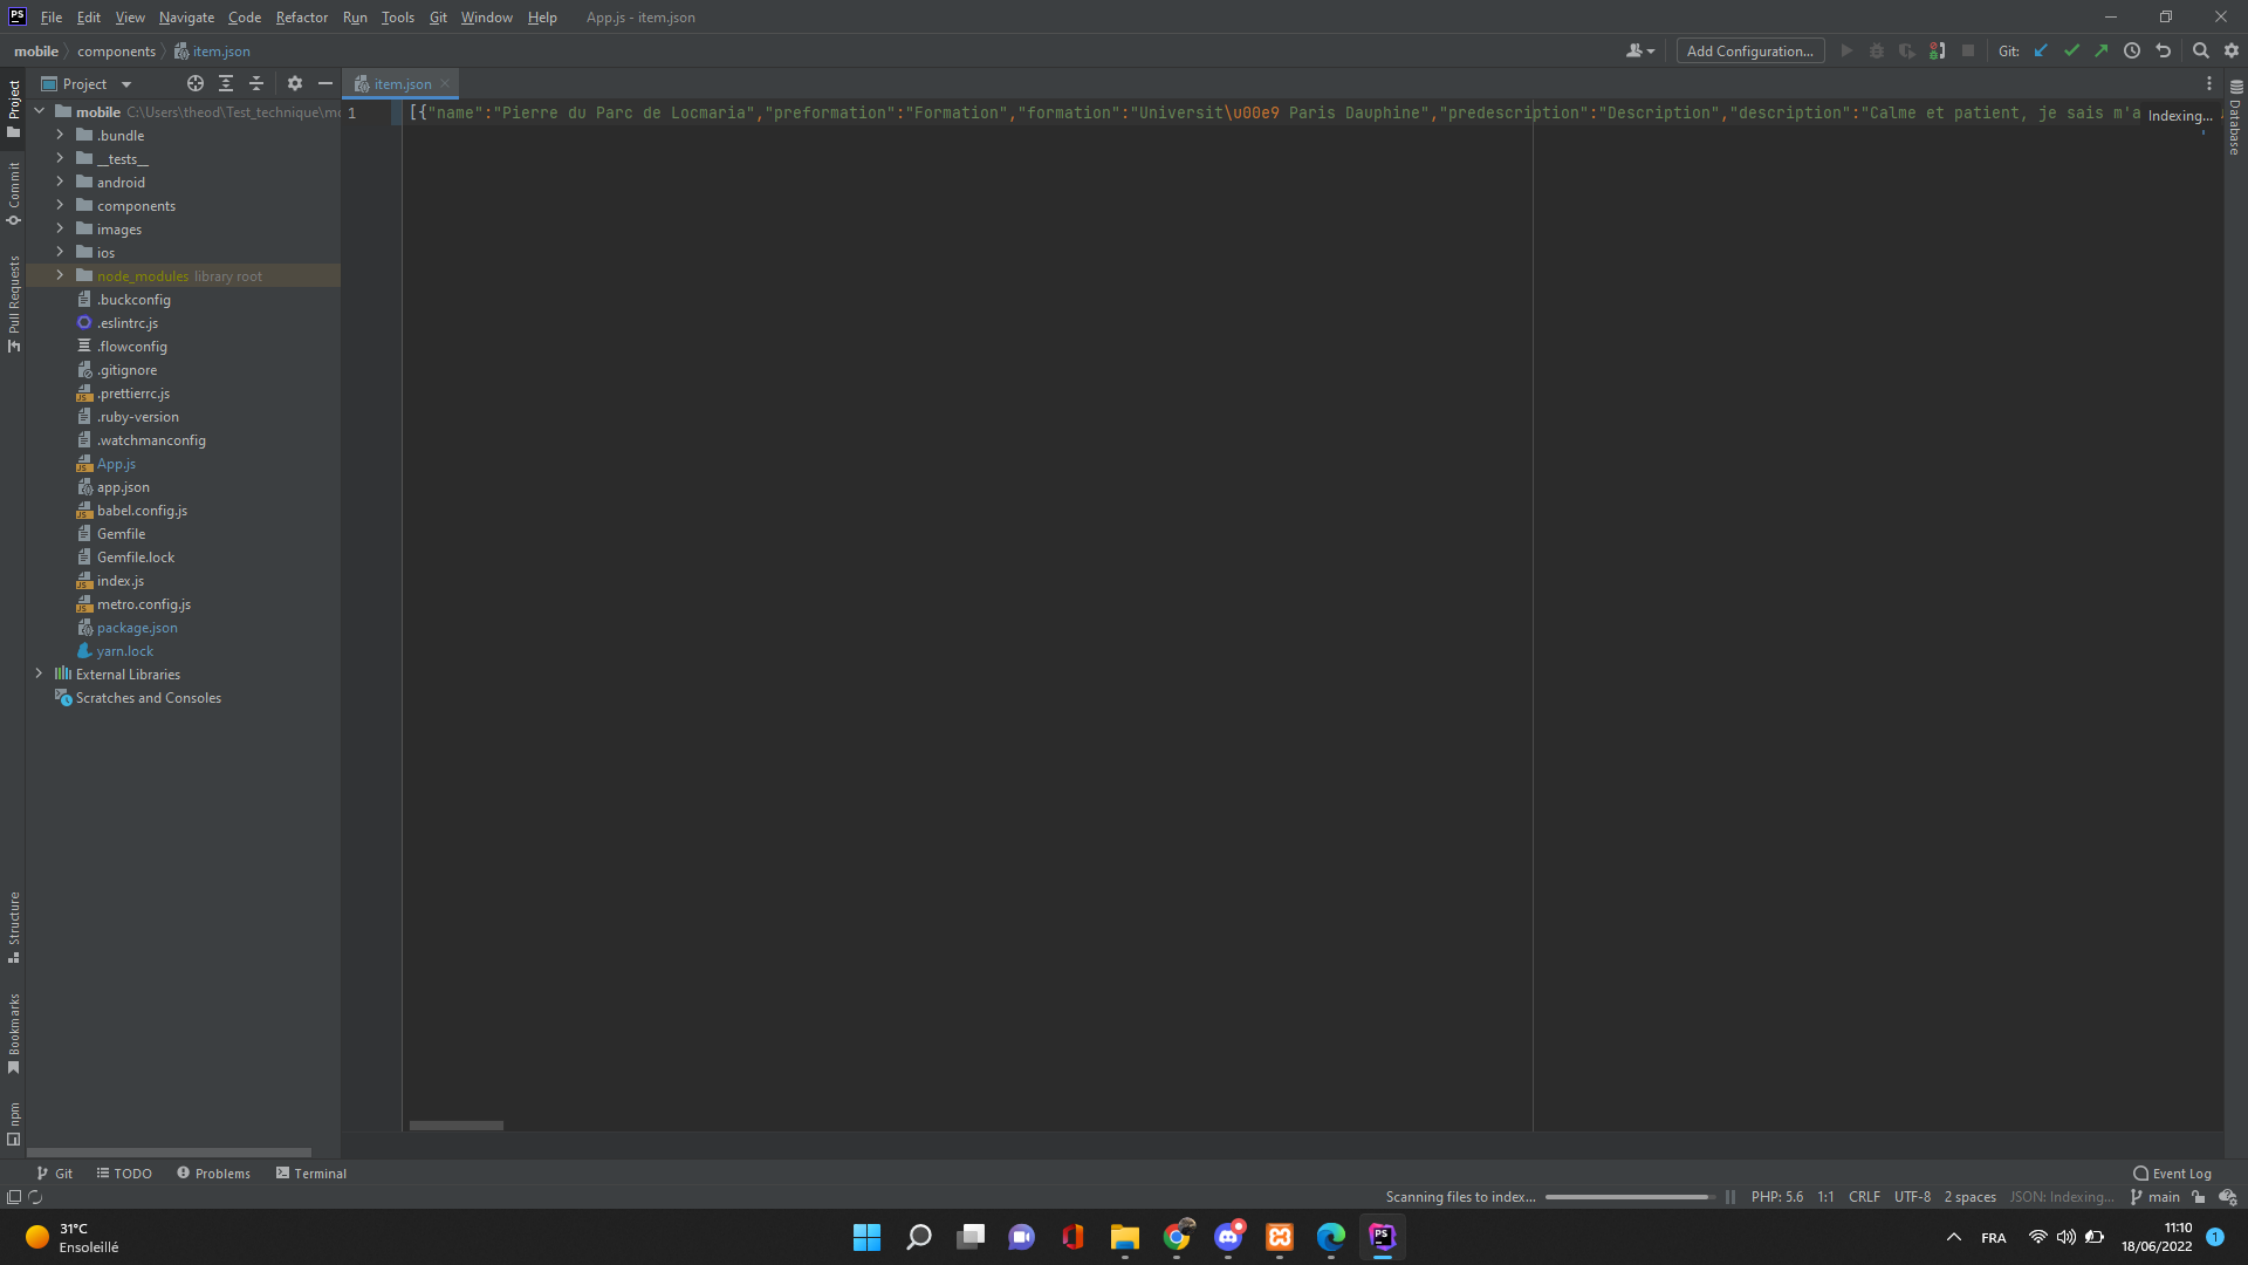 PS File Edit View Navigate Code Refactor Run Tools Git Window Help App.js - item.json
mobile components item.json Add Configuration... Git:
Project item.json
mobile C:\Users\theod\Test_technique\mo
.bundle
__tests__
android
components
images
ios
node_modules library root
.buckconfig
.eslintrc.js
.flowconfig
.gitignore
.prettierrc.js
.ruby-version
.watchmanconfig
App.js
app.json
babel.config.js
Gemfile
Gemfile.lock
index.js
metro.config.js
package.json
yarn.lock
External Libraries
Scratches and Consoles
1 [{"name":"Pierre du Parc de Locmaria","preformation":"Formation","formation":"Universit\u00e9 Paris Dauphine","predescription":"Description","description":"Calme et patient, je sais m'a
Indexing...
Project
Commit
Pull Requests
Structure
Bookmarks
npm
Database
Git TODO Problems Terminal Event Log
Scanning files to index... PHP: 5.6 1:1 CRLF UTF-8 2 spaces JSON: Indexing... main
31°C
Ensoleillé
PS
FRA
11:10
18/06/2022
1